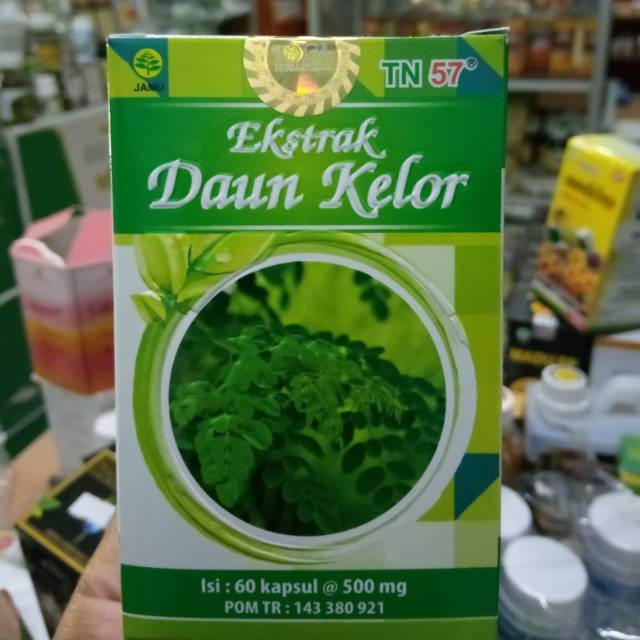 JAMU
TN 57®
Ekstrak
Daun Kelor
Isi : 60 kapsul @ 500 mg
POM TR : 143 380 921